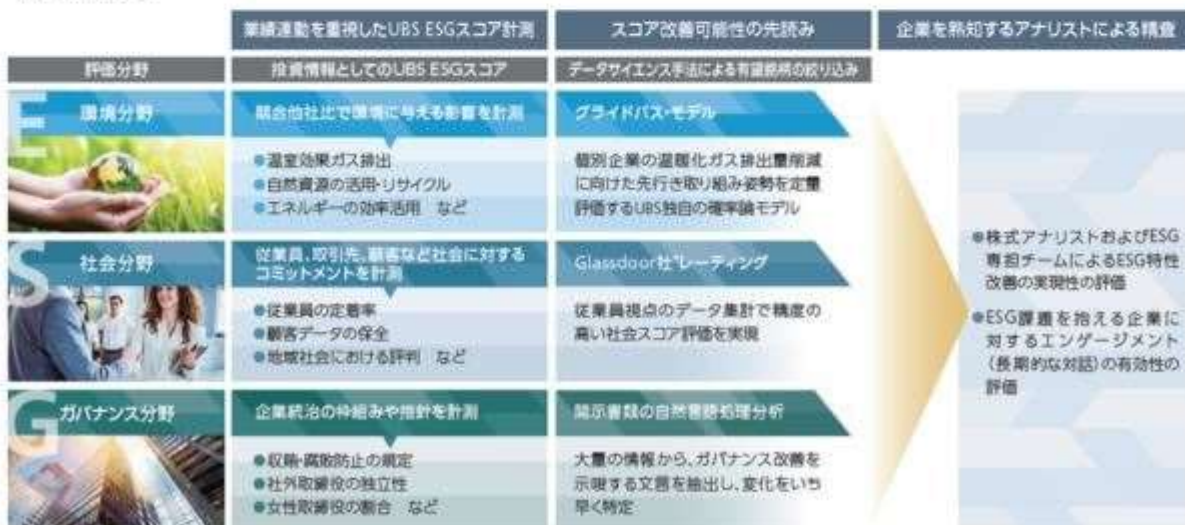 業績連動を重視したUBS ESGスコア計測
スコア改善可能性の先読み
企業を熟知するアナリストによる精査
評価分野
投資情報としてのUBS ESGスコア
データサイエンス手法による有望銘柄の絞り込み
E
環境分野
競合他社比で環境に与える影響を計測
グライドパス・モデル
●温室効果ガス排出
●自然資源の活用・リサイクル
●エネルギーの効率活用 など
個別企業の温暖化ガス排出量削減
に向けた先行き取り組み姿勢を定量
評価するUBS独自の確率論モデル
S
社会分野
従業員、取引先、顧客など社会に対する
コミットメントを計測
Glassdoor社 レーティング
●従業員の定着率
●顧客データの保全
●地域社会における評判 など
従業員視点のデータ集計で精度の
高い社会スコア評価を実現
G
ガバナンス分野
企業統治の枠組みや指針を計測
開示書類の自然言語処理分析
●収賄・腐敗防止の規定
●社外取締役の独立性
●女性取締役の割合 など
大量の情報から、ガバナンス改善を
示唆する文言を抽出し、変化をいち
早く特定
●株式アナリストおよびESG
専担チームによるESG特性
改善の実現性の評価
●ESG課題を抱える企業に
対するエンゲージメント
(長期的な対話)の有効性の
評価